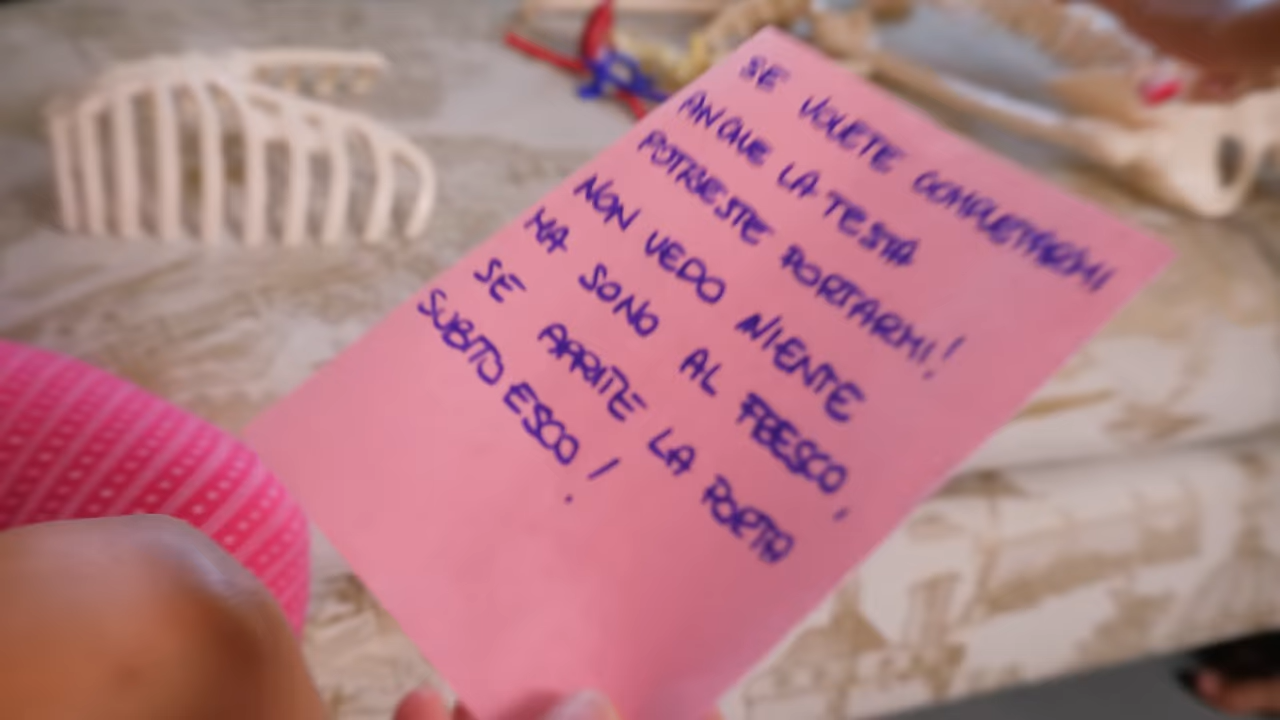 SE VOLETE COMPLETARMI
ANCHE LA TESTA
POTRESTE PORTARMI!
NON VEDO NIENTE
MA SONO AL FRESCO,
SE APRITE LA PORTA
SUBITO ESCO!